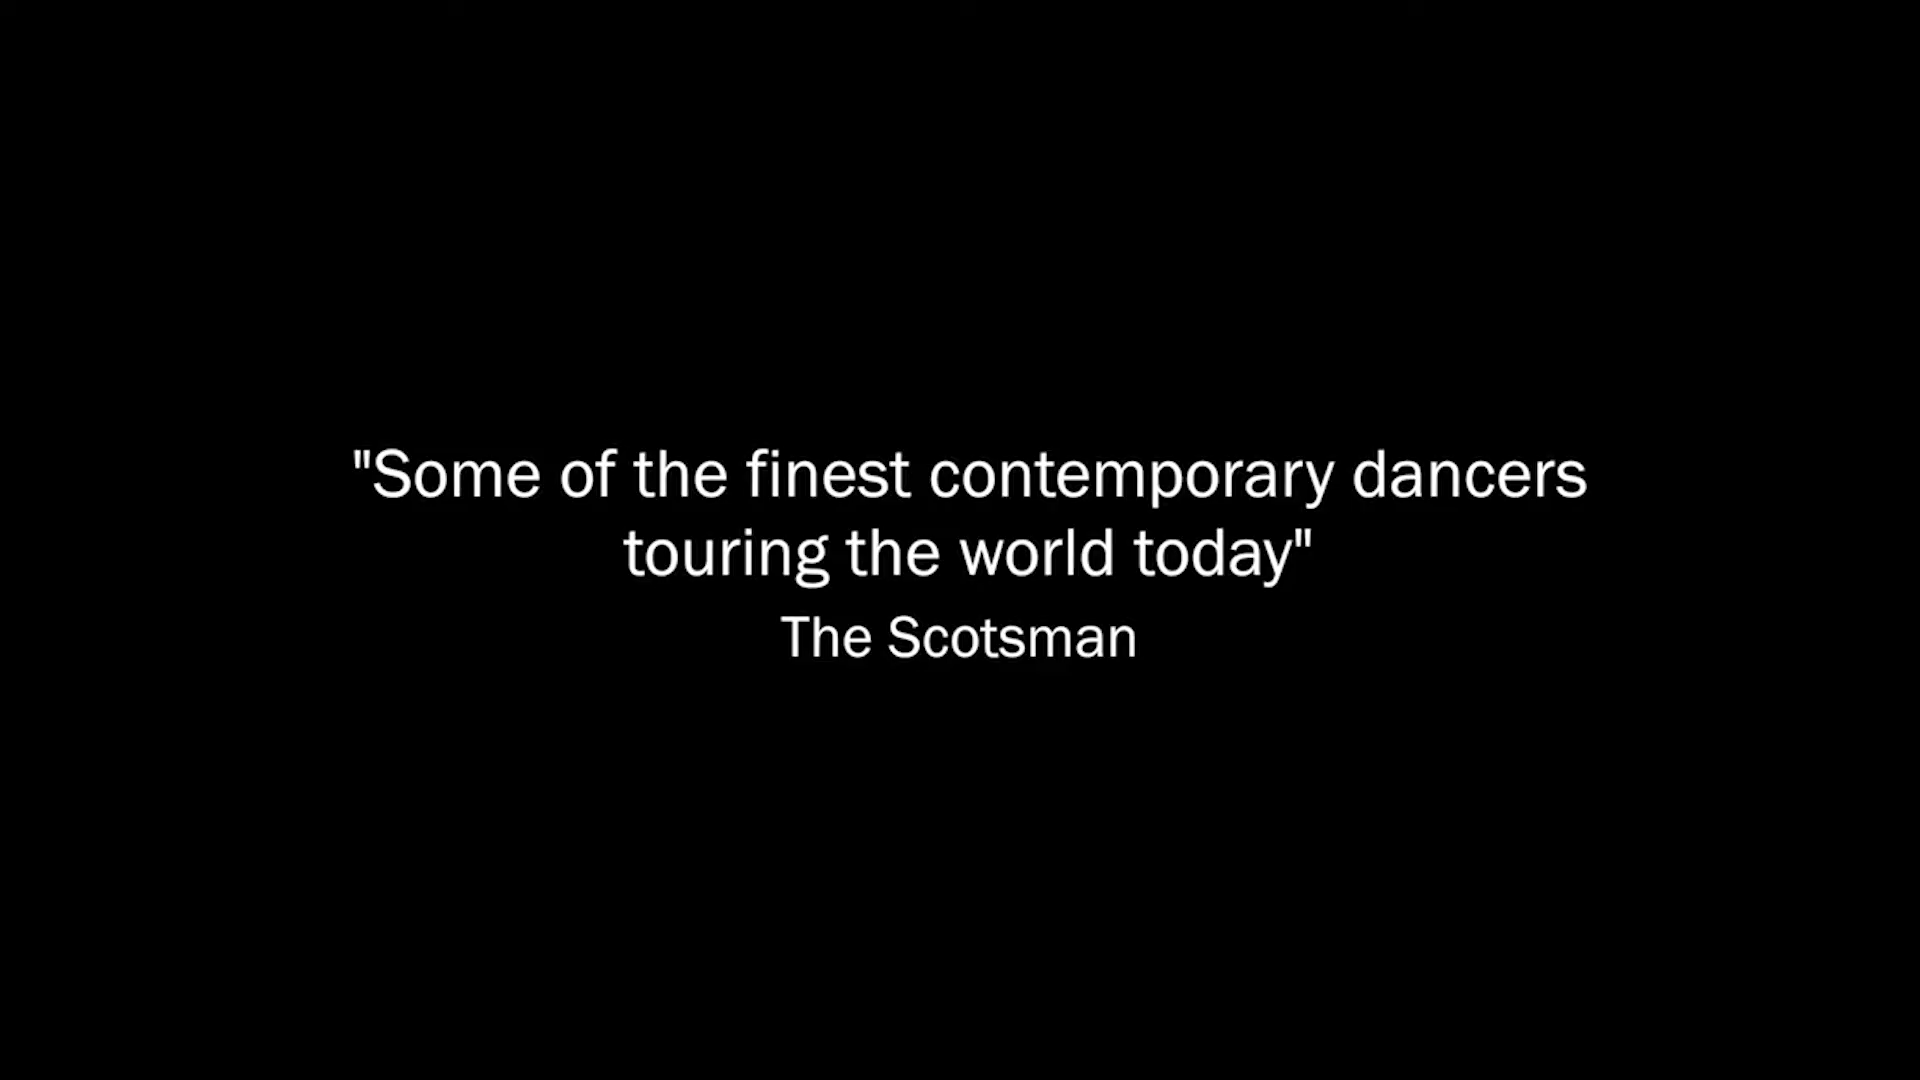 "Some of the finest contemporary dancers
touring the world today"
The Scotsman